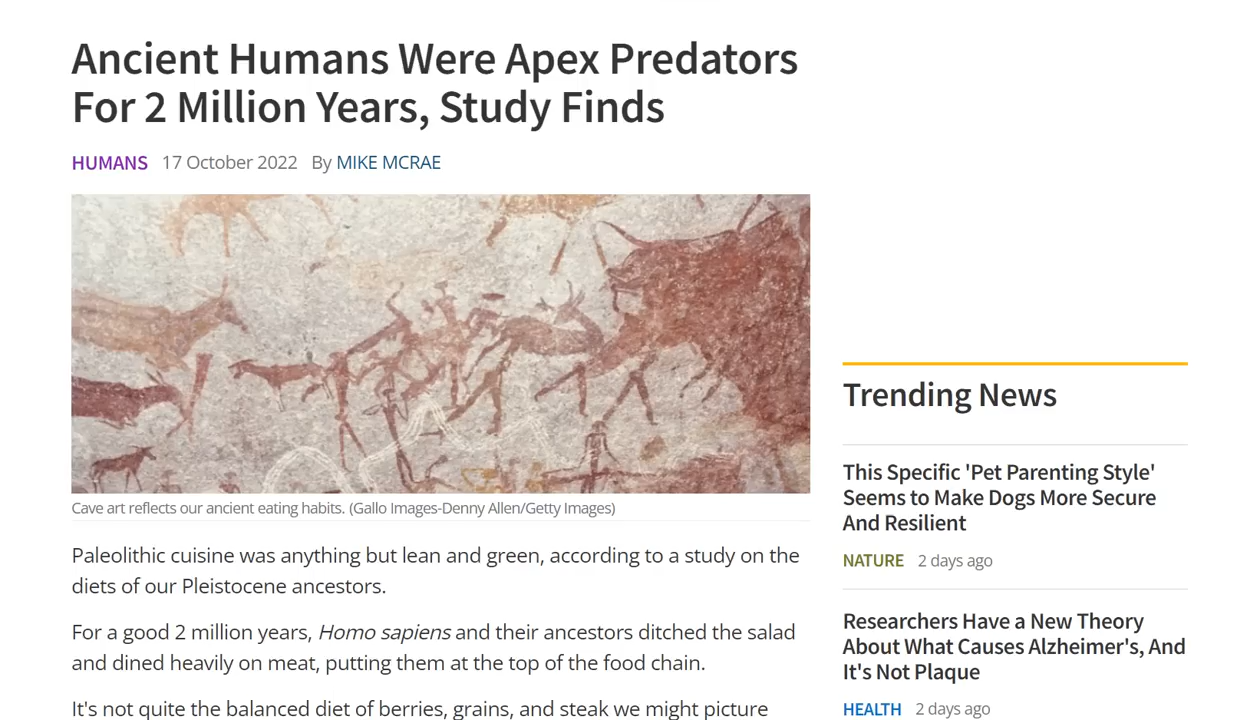 Ancient Humans Were Apex Predators
For 2 Million Years, Study Finds
HUMANS 17 October 2022 By MIKE MCRAE
Cave art reflects our ancient eating habits. (Gallo Images-Denny Allen/Getty Images)
Paleolithic cuisine was anything but lean and green, according to a study on the
diets of our Pleistocene ancestors.
For a good 2 million years, Homo sapiens and their ancestors ditched the salad
and dined heavily on meat, putting them at the top of the food chain.
It's not quite the balanced diet of berries, grains, and steak we might picture
Trending News
This Specific 'Pet Parenting Style'
Seems to Make Dogs More Secure
And Resilient
NATURE 2 days ago
Researchers Have a New Theory
About What Causes Alzheimer's, And
It's Not Plaque
HEALTH 2 days ago